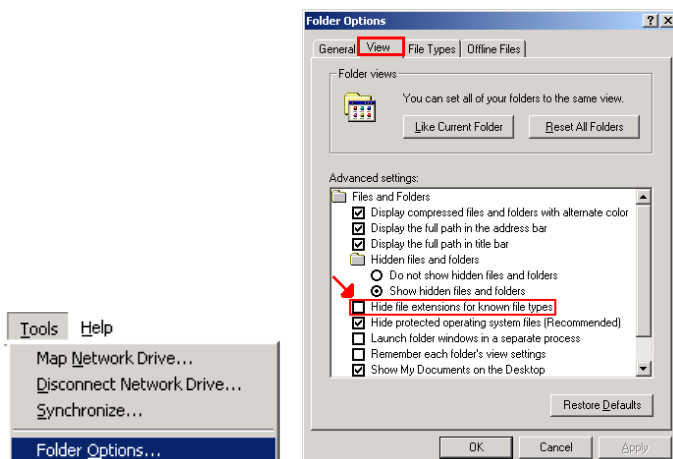 Tools Help
Map Network Drive...
Disconnect Network Drive...
Synchronize...
Folder Options...
Folder Options
General View File Types Offline Files
Folder views
You can set all of your folders to the same view.
Like Current Folder Reset All Folders
Advanced settings:
Files and Folders
Display compressed files and folders with alternate color
Display the full path in the address bar
Display the full path in title bar
Hidden files and folders
Do not show hidden files and folders
Show hidden files and folders
Hide file extensions for known file types
Hide protected operating system files (Recommended)
Launch folder windows in a separate process
Remember each folder's view settings
Show My Documents on the Desktop
Restore Defaults
OK Cancel Apply